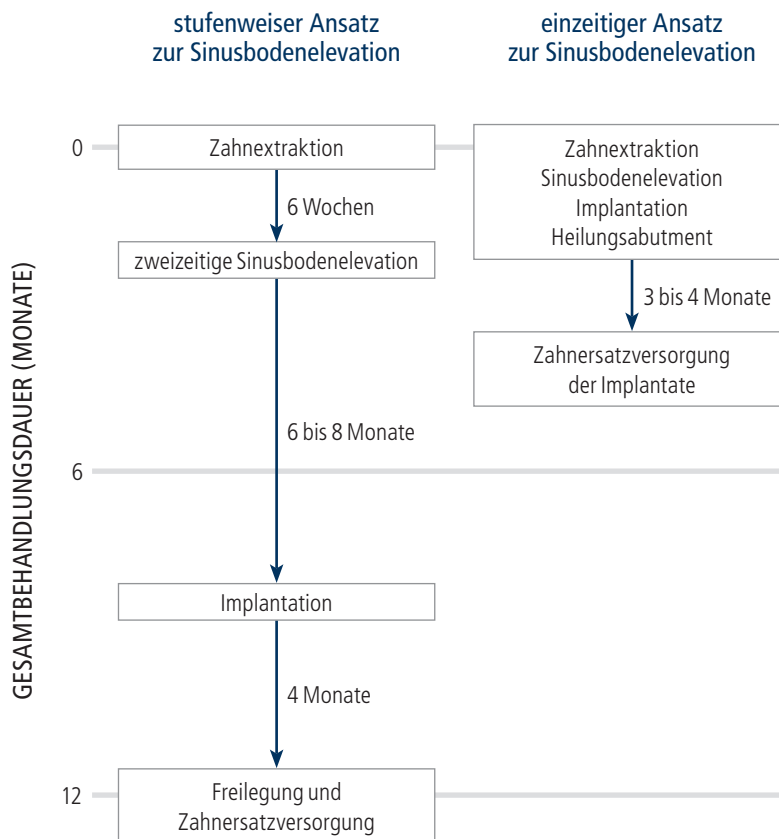 stufenweiser Ansatz
zur Sinusbodenelevation
einzeitiger Ansatz
zur Sinusbodenelevation
GESAMTBEHANDLUNGSDAUER (MONATE)
0
Zahnextraktion
6 Wochen
zweizeitige Sinusbodenelevation
6 bis 8 Monate
6
Implantation
4 Monate
12
Freilegung und
Zahnersatzversorgung
Zahnextraktion
Sinusbodenelevation
Implantation
Heilungsabutment
3 bis 4 Monate
Zahnersatzversorgung
der Implantate